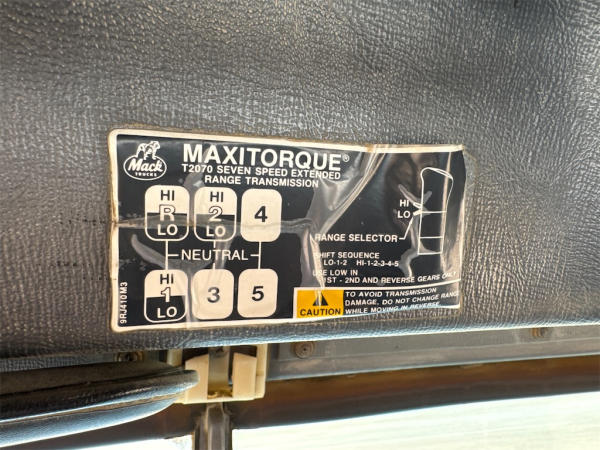 Mack
TRUCKS
MAXITORQUE®
T2070 SEVEN SPEED EXTENDED
RANGE TRANSMISSION
HI
R
LO
HI
2
LO
4
NEUTRAL
HI
1
LO
3
5
HI
LO
RANGE SELECTOR
SHIFT SEQUENCE
LO-1-2 HI-1-2-3-4-5
USE LOW IN
1ST - 2ND AND REVERSE GEARS ONLY
CAUTION
TO AVOID TRANSMISSION
DAMAGE, DO NOT CHANGE RANGE
WHILE MOVING IN REVERSE
9RJ410M3